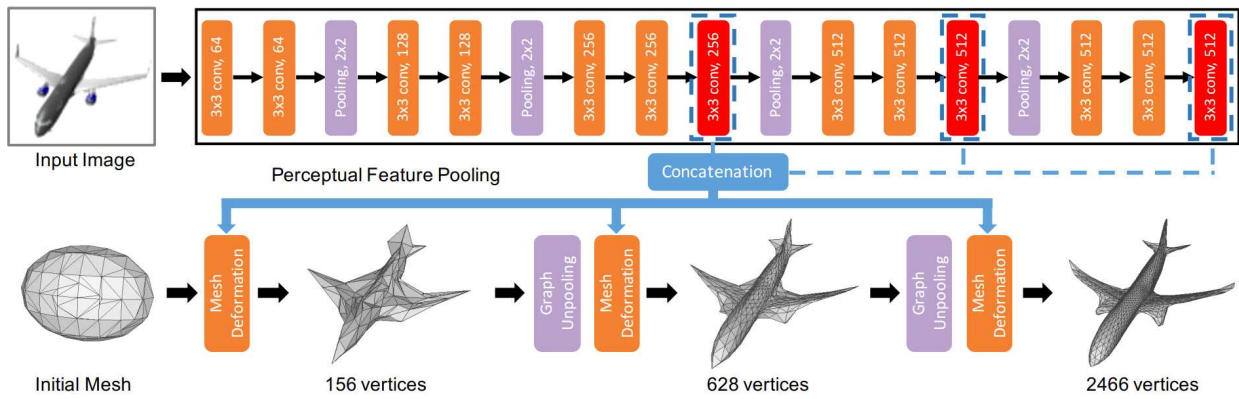 3x3 conv, 64
3x3 conv, 64
Pooling, 2x2
3x3 conv, 128
3x3 conv, 128
Pooling, 2x2
3x3 conv, 256
3x3 conv, 256
3x3 conv, 256
Pooling, 2x2
3x3 conv, 512
3x3 conv, 512
3x3 conv, 512
Pooling, 2x2
3x3 conv, 512
3x3 conv, 512
3x3 conv, 512
Input Image
Perceptual Feature Pooling
Concatenation
Mesh
Deformation
Graph
Unpooling
Mesh
Deformation
Graph
Unpooling
Mesh
Deformation
Initial Mesh
156 vertices
628 vertices
2466 vertices